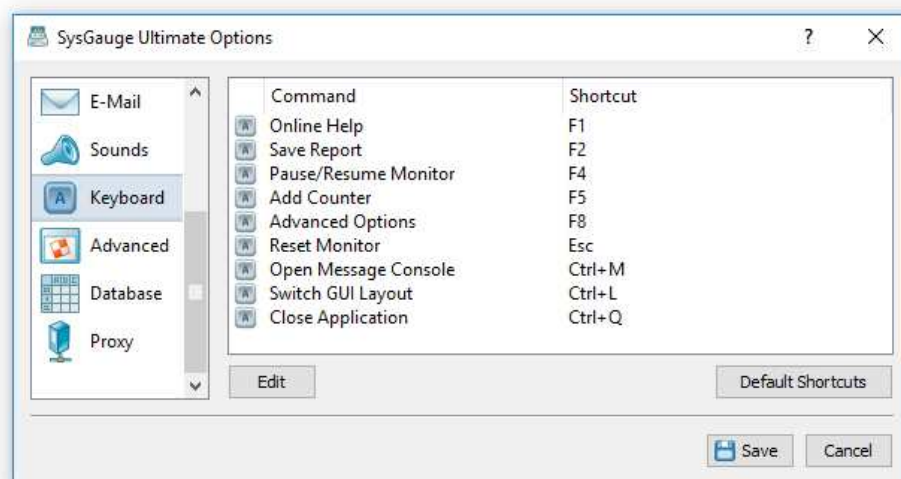 SysGauge Ultimate Options ?
E-Mail
Sounds
Keyboard
Advanced
Database
Proxy
Command Shortcut
Online Help F1
Save Report F2
Pause/Resume Monitor F4
Add Counter F5
Advanced Options F8
Reset Monitor Esc
Open Message Console Ctrl+M
Switch GUI Layout Ctrl+L
Close Application Ctrl+Q
Edit Default Shortcuts
Save Cancel